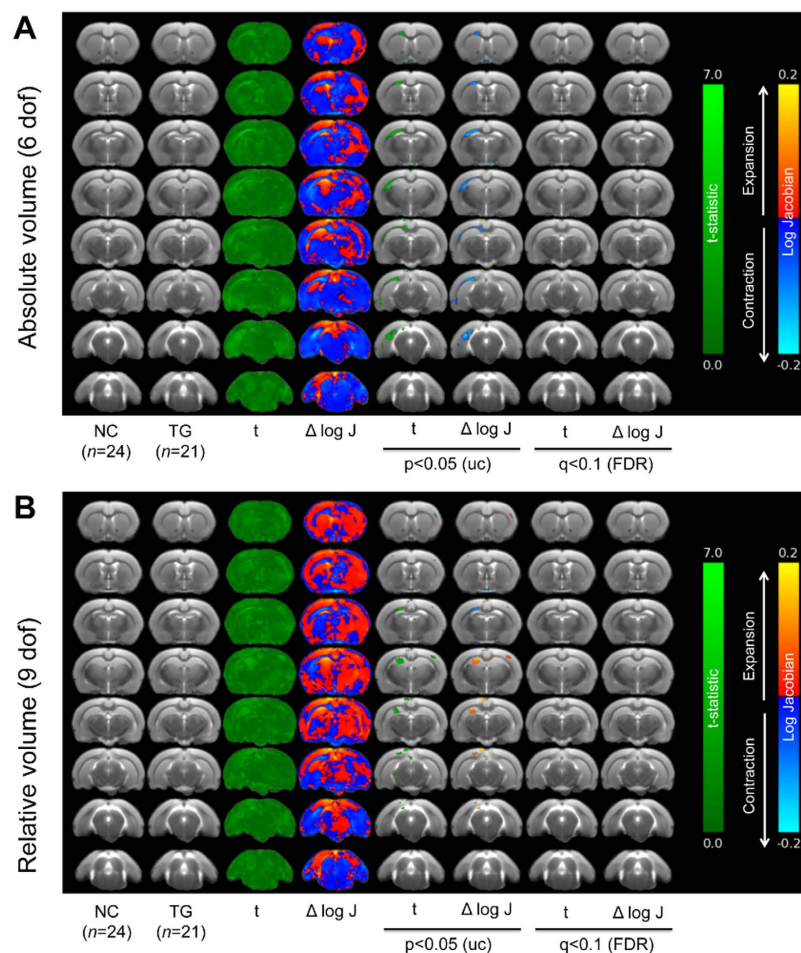 A
Absolute volume (6 dof)
7.0
t-statistic
0.0
Expansion
Contraction
0.2
Log Jacobian
-0.2
NC
(n=24)
TG
(n=21)
t
Δ log J
t
Δ log J
p<0.05 (uc)
t
Δ log J
q<0.1 (FDR)
B
Relative volume (9 dof)
7.0
t-statistic
0.0
Expansion
Contraction
0.2
Log Jacobian
-0.2
NC
(n=24)
TG
(n=21)
t
Δ log J
t
Δ log J
p<0.05 (uc)
t
Δ log J
q<0.1 (FDR)